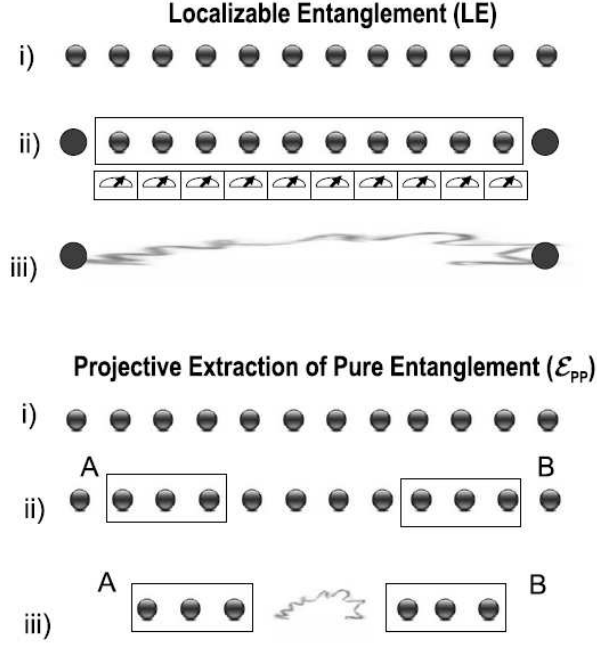 Localizable Entanglement (LE)
i)
ii)
iii)
Projective Extraction of Pure Entanglement (ℰPP)
i)
A B
ii)
A B
iii)